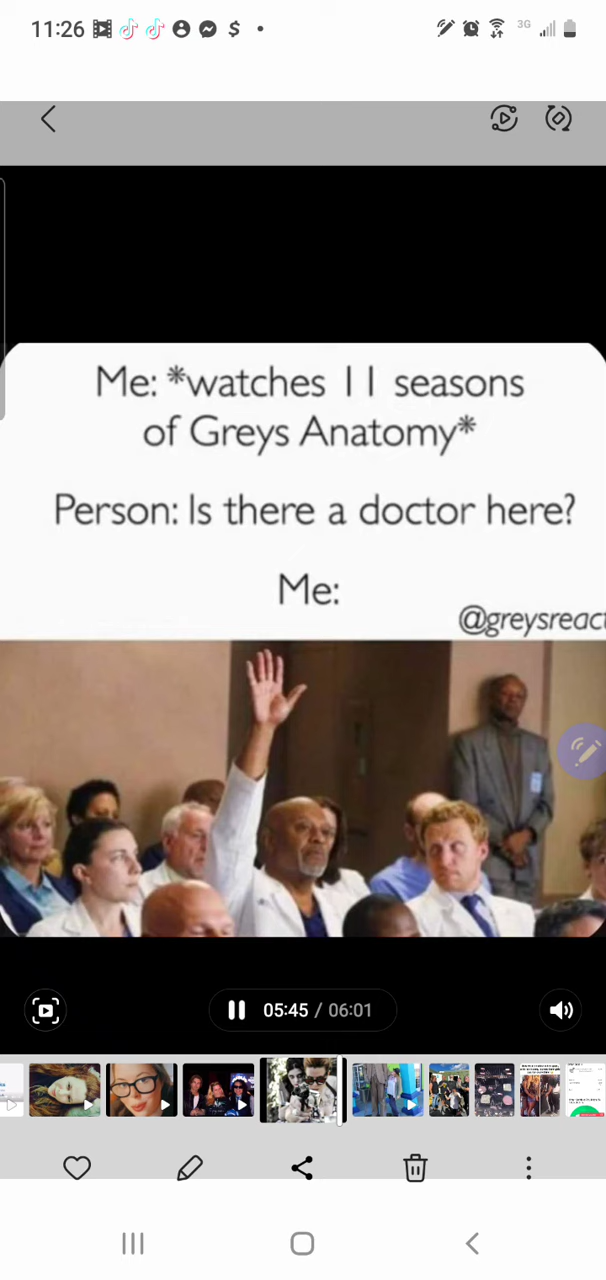 11:26
3G
Me: *watches 11 seasons
of Greys Anatomy*
Person: Is there a doctor here?
Me:
@greysreact
05:45 / 06:01